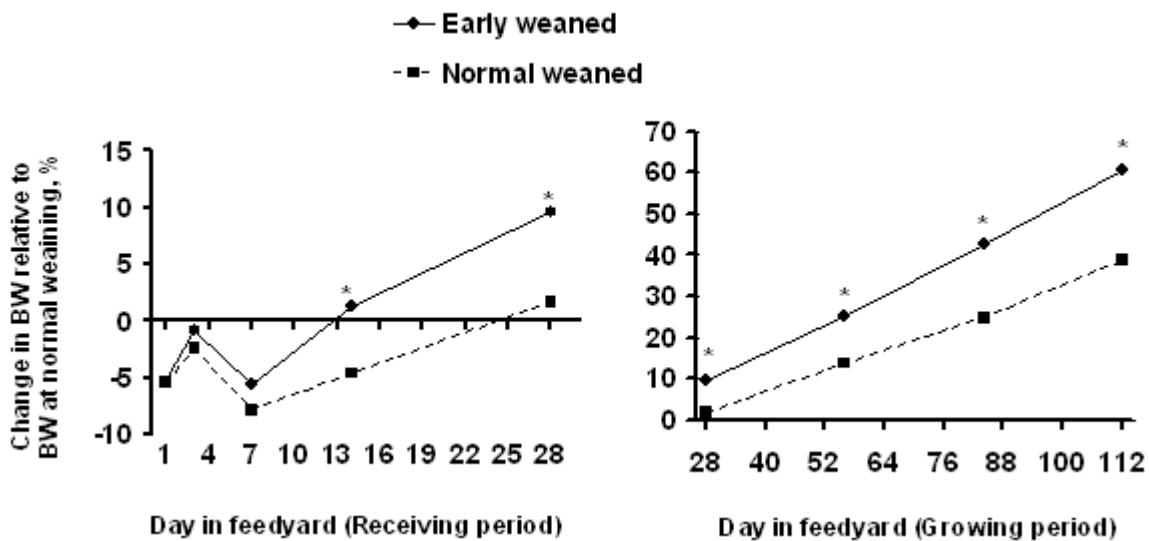 Early weaned
Normal weaned
Change in BW relative to
BW at normal weaining, %
15
10
5
0
-5
-10
*
*
1 4 7 10 13 16 19 22 25 28
Day in feedyard (Receiving period)
70
60
50
40
30
20
10
0
*
*
*
*
28 40 52 64 76 88 100 112
Day in feedyard (Growing period)